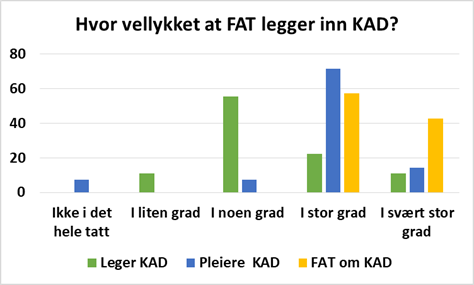 Hvor vellykket at FAT legger inn KAD?
80
60
40
20
0
Ikke i det
hele tatt
I liten grad
I noen grad
I stor grad
I svært stor
grad
Leger KAD
Pleiere  KAD
FAT om KAD